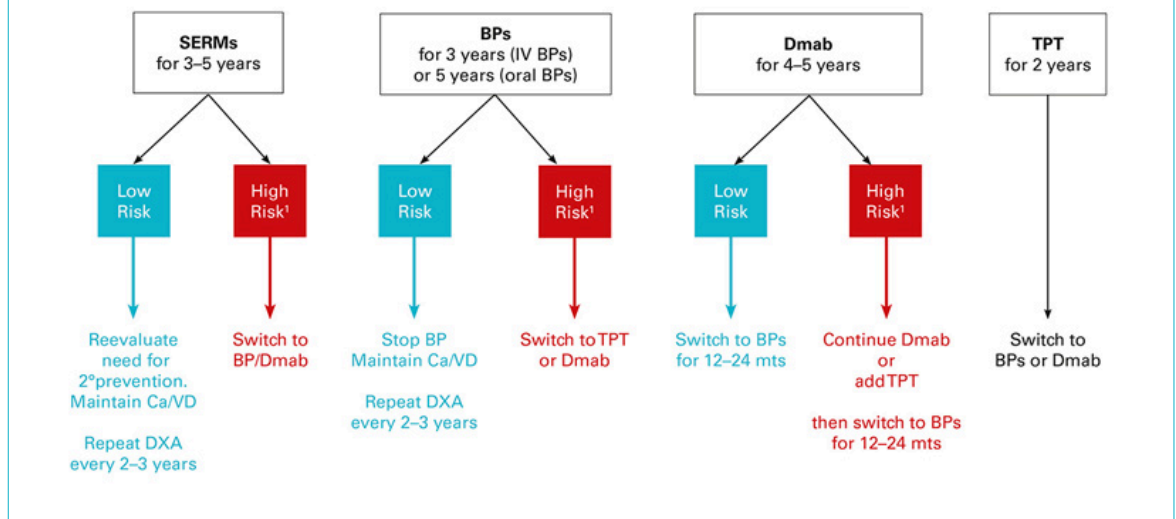 SERMs
for 3–5 years
BPs
for 3 years (IV BPs)
or 5 years (oral BPs)
Dmab
for 4–5 years
TPT
for 2 years
Low
Risk
High
Risk¹
Low
Risk
High
Risk¹
Low
Risk
High
Risk¹
Reevaluate
need for
2°prevention.
Maintain Ca/VD
Repeat DXA
every 2–3 years
Switch to
BP/Dmab
Stop BP
Maintain Ca/VD
Repeat DXA
every 2–3 years
Switch to TPT
or Dmab
Switch to BPs
for 12–24 mts
Continue Dmab
or
add TPT
then switch to BPs
for 12–24 mts
Switch to
BPs or Dmab